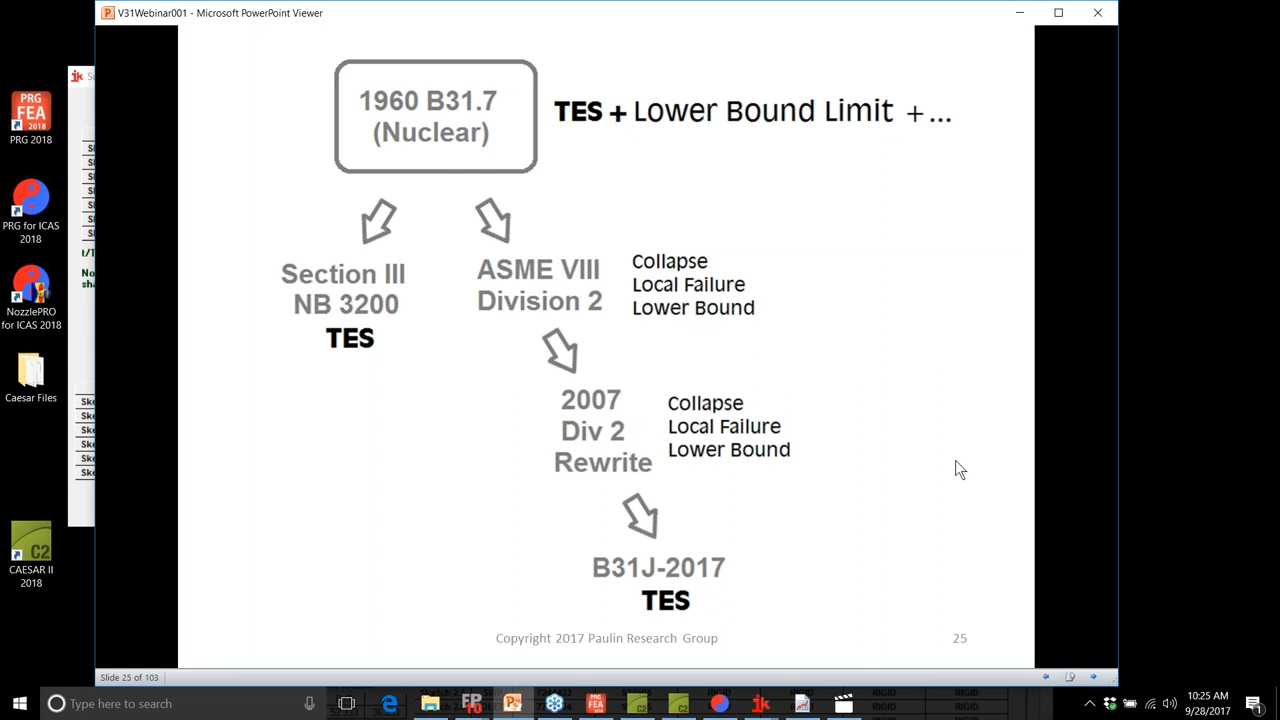 V31Webinar001 - Microsoft PowerPoint Viewer
1960 B31.7
(Nuclear)
TES + Lower Bound Limit + ...
Section III
NB 3200
TES
ASME VIII
Division 2
Collapse
Local Failure
Lower Bound
2007
Div 2
Rewrite
Collapse
Local Failure
Lower Bound
B31J-2017
TES
Copyright 2017 Paulin Research Group
25
PRG
FEA
2018
PRG 2018
PRG for ICAS
2018
NozzlePRO
for ICAS 2018
Caesar Files
C2
CAESAR II
2018
ik
Slide 25 of 103
Type here to search
10:25 AM
9/28/2017